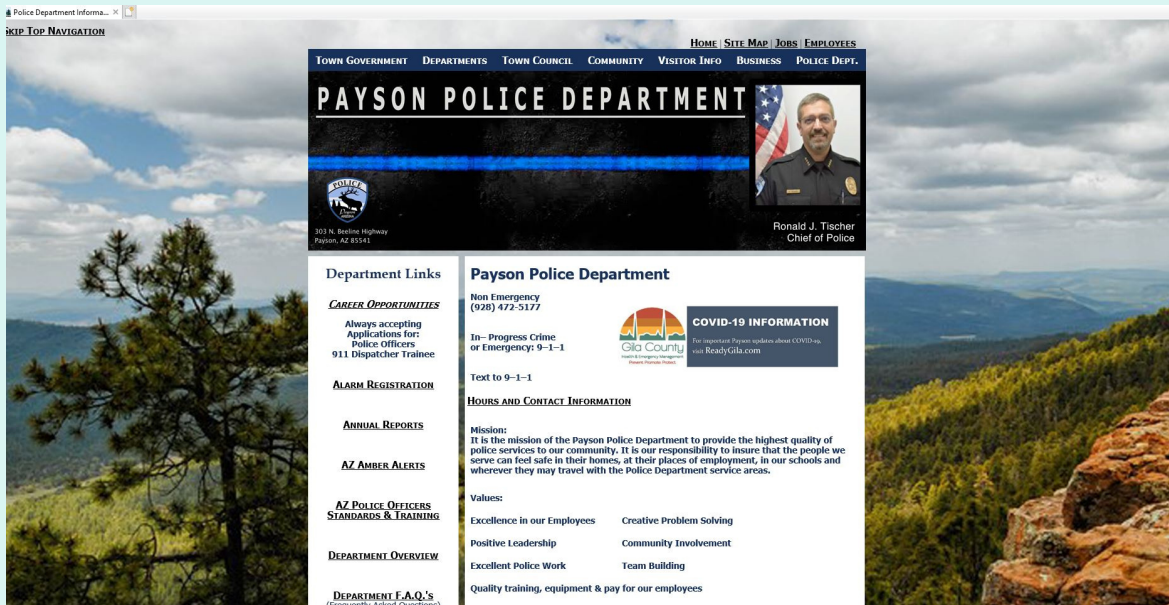 Police Department Informa...
SKIP TOP NAVIGATION
HOME | SITE MAP | JOBS | EMPLOYEES
TOWN GOVERNMENT DEPARTMENTS TOWN COUNCIL COMMUNITY VISITOR INFO BUSINESS POLICE DEPT.
PAYSON POLICE DEPARTMENT
POLICE
Payson
ARIZONA
303 N. Beeline Highway
Payson, AZ 85541
Ronald J. Tischer
Chief of Police
Department Links
CAREER OPPORTUNITIES
Always accepting
Applications for:
Police Officers
911 Dispatcher Trainee
ALARM REGISTRATION
ANNUAL REPORTS
AZ AMBER ALERTS
AZ POLICE OFFICERS
STANDARDS & TRAINING
DEPARTMENT OVERVIEW
DEPARTMENT F.A.Q.'S
(Frequently Asked Questions)
Payson Police Department
Non Emergency
(928) 472-5177
In– Progress Crime
or Emergency: 9–1–1
Text to 9–1–1
Gila County
Health & Emergency Management
Prevent Promote Protect
COVID-19 INFORMATION
For important Payson updates about COVID-19,
visit ReadyGila.com
HOURS AND CONTACT INFORMATION
Mission:
It is the mission of the Payson Police Department to provide the highest quality of
police services to our community. It is our responsibility to insure that the people we
serve can feel safe in their homes, at their places of employment, in our schools and
wherever they may travel with the Police Department service areas.
Values:
Excellence in our Employees Creative Problem Solving
Positive Leadership Community Involvement
Excellent Police Work Team Building
Quality training, equipment & pay for our employees